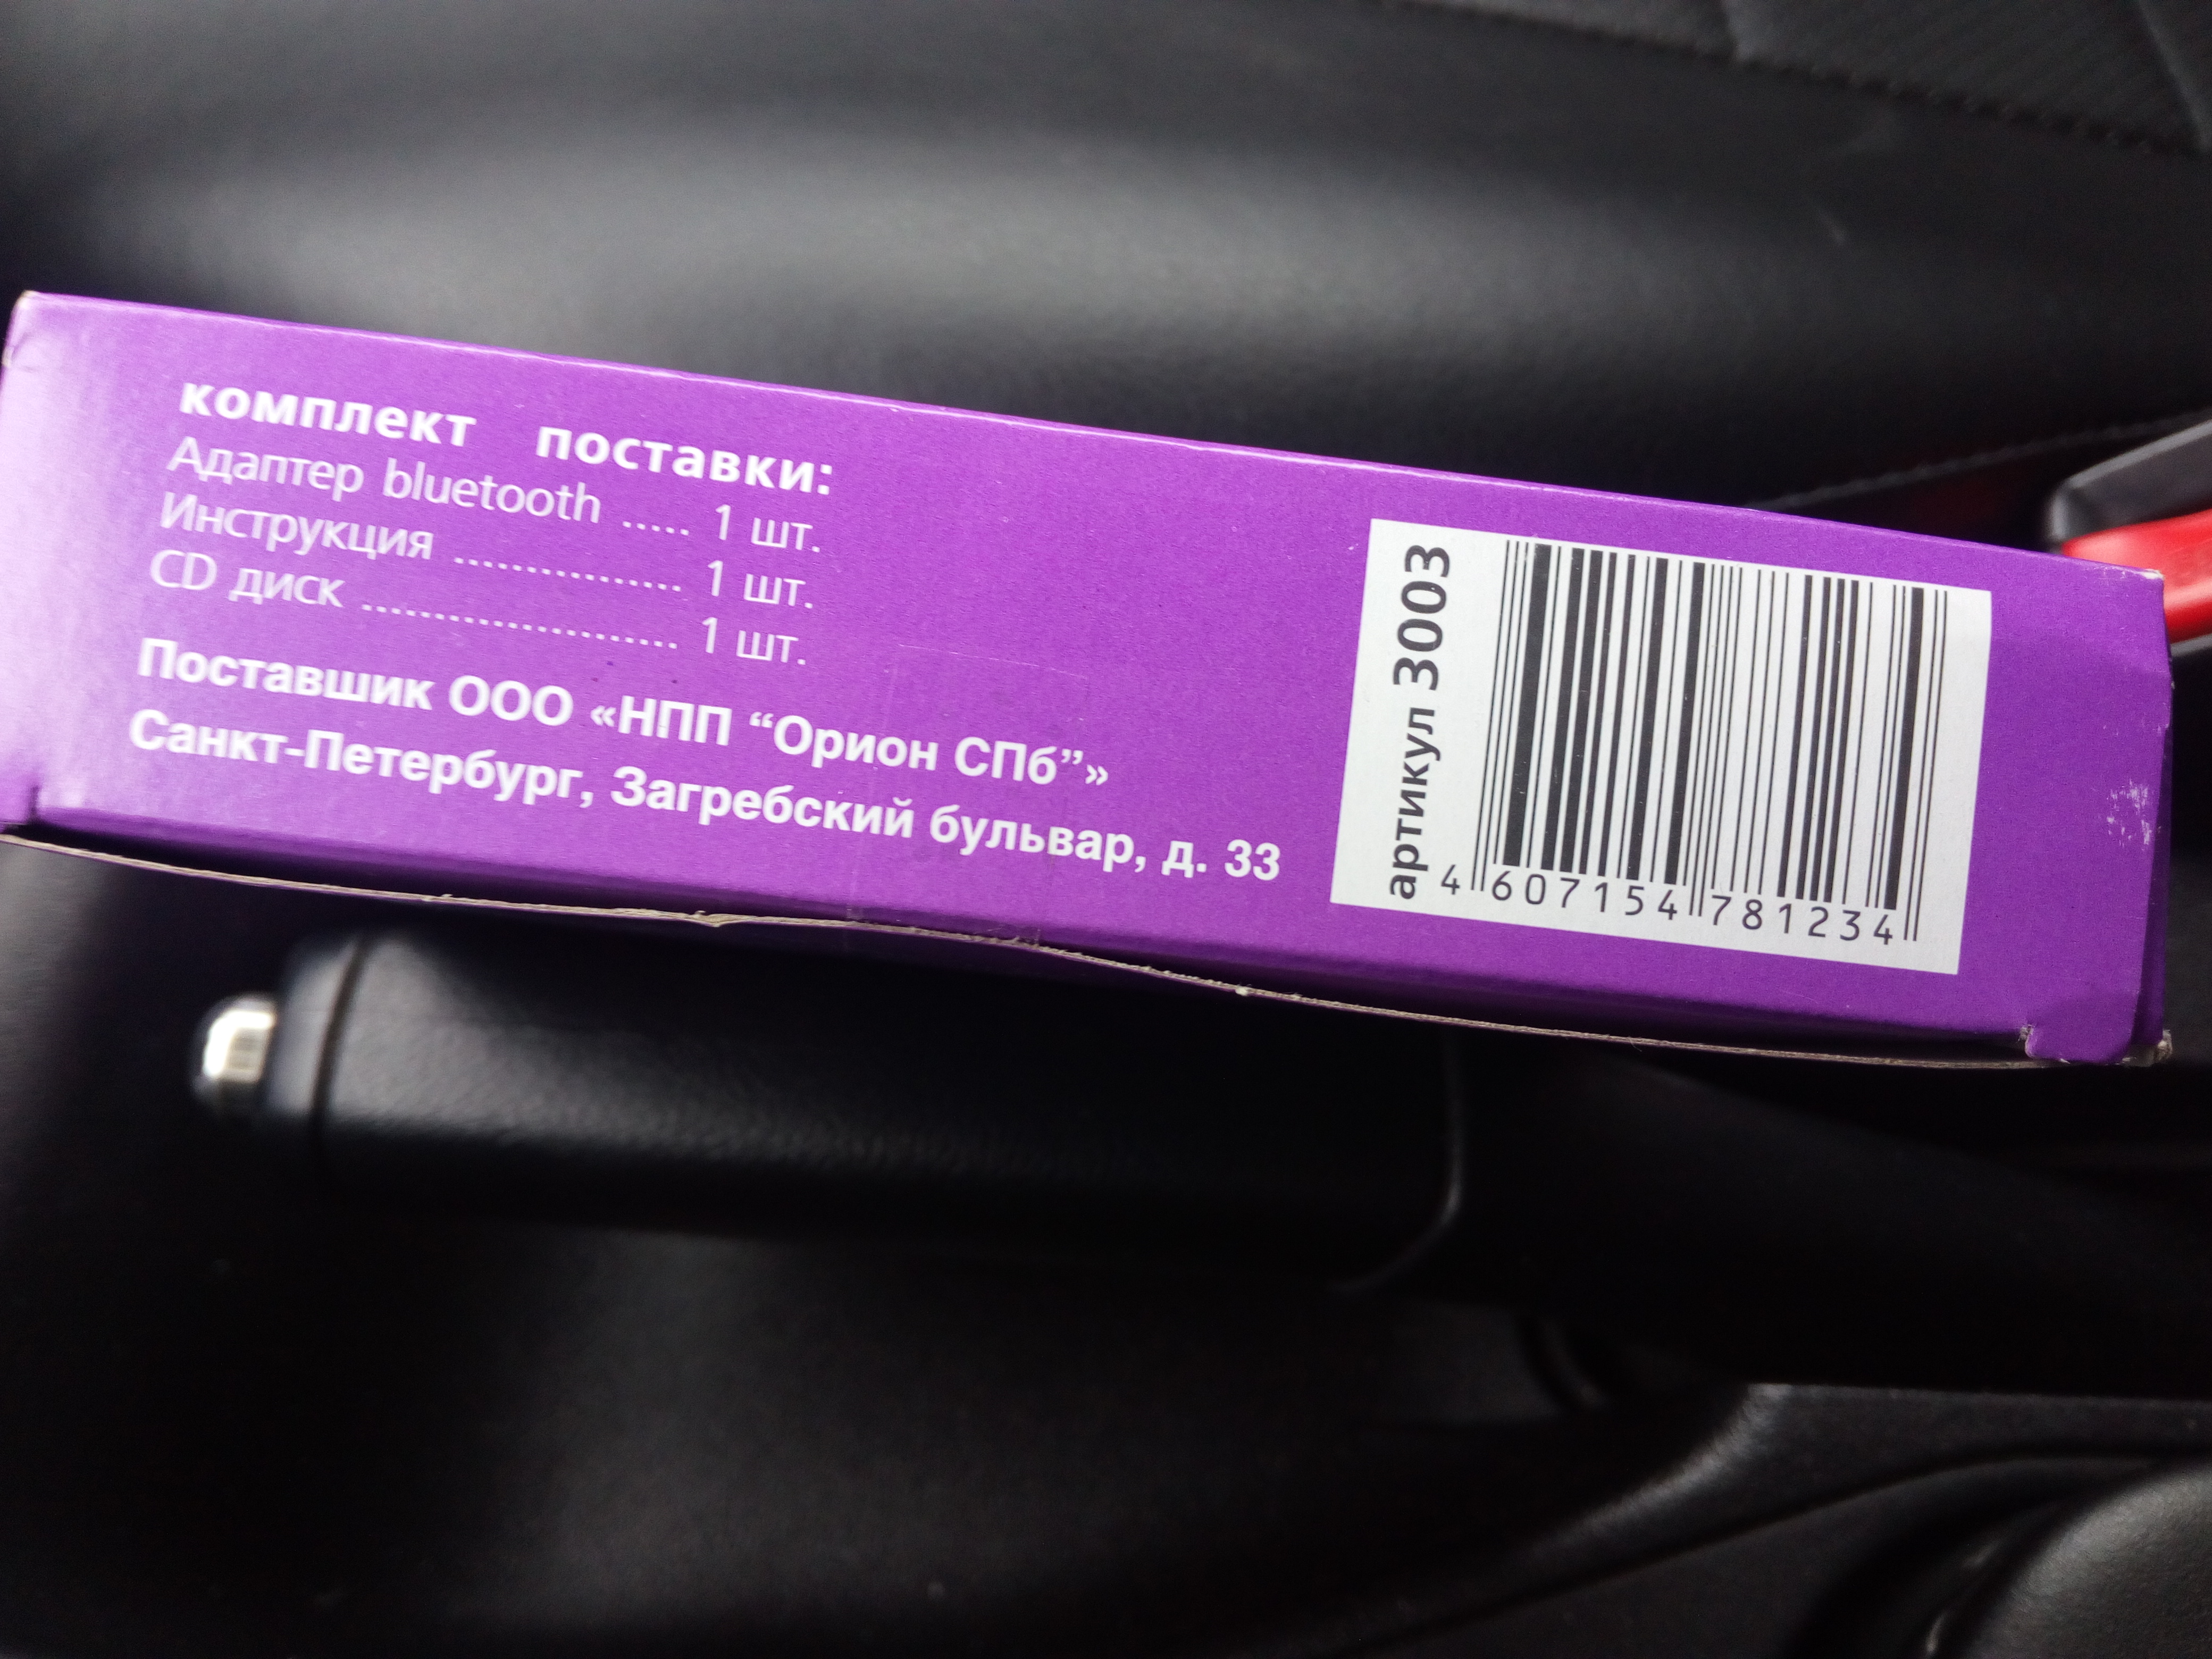 комплект поставки:
Адаптер bluetooth ..... 1 шт.
Инструкция ................ 1 шт.
CD диск ...................... 1 шт.
Поставшик ООО «НПП “Орион СПб”»
Санкт-Петербург, Загребский бульвар, д. 33
артикул 3003
4 607154 781234